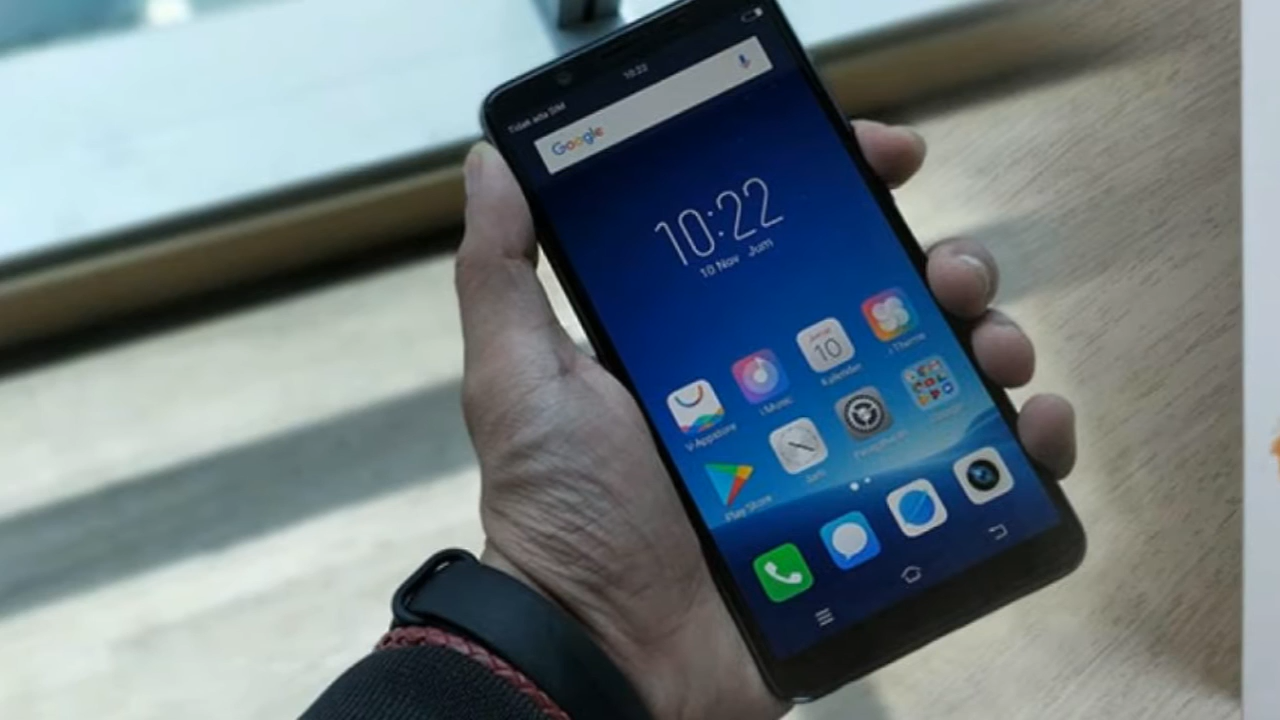 10:22
Tidak ada SIM
Google
10:22
10 Nov Jum
Jumat
10
i Theme
i Music
Kalender
V-Appstore
Jam
Pengaturan
Play Store